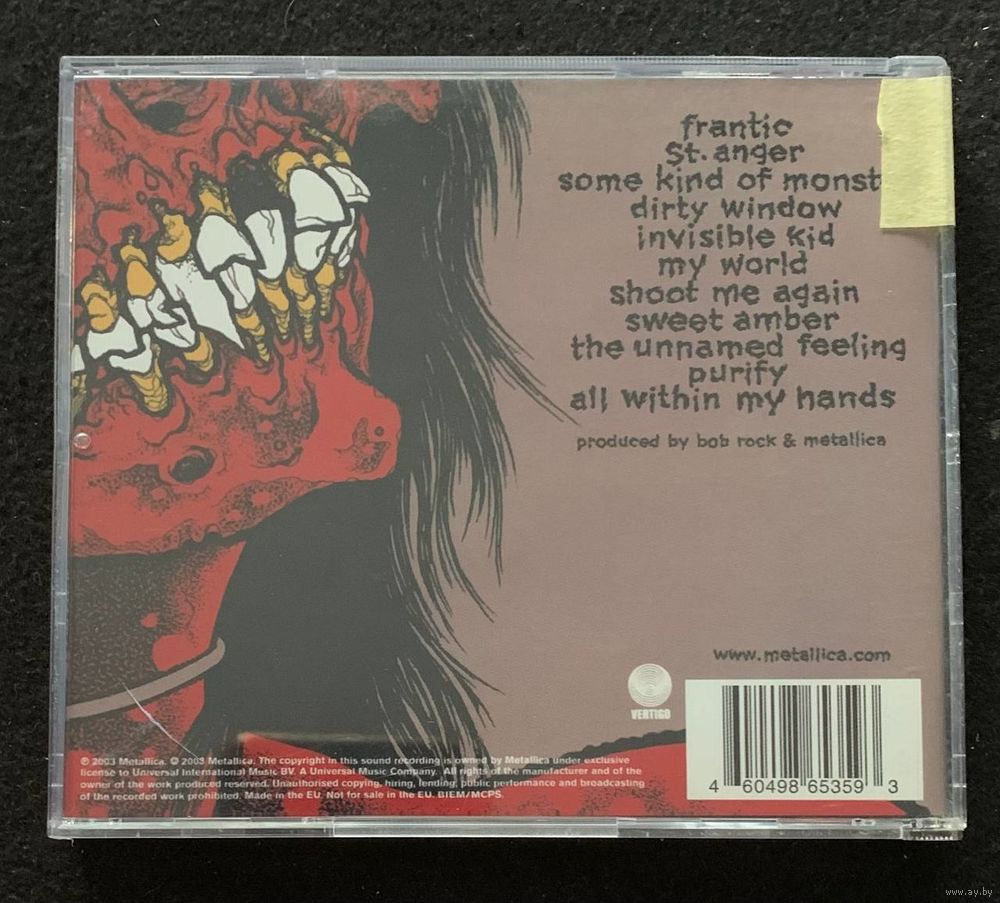 frantic
St. anger
some kind of monst
dirty window
invisible kid
my world
shoot me again
sweet amber
the unnamed feeling
purify
all within my hands
produced by bob rock & metallica
www.metallica.com
VERTIGO
4 60498 65359 3
℗ 2003 Metallica. © 2003 Metallica. The copyright in this sound recording is owned by Metallica under exclusive
license to Universal International Music BV. A Universal Music Company. All rights of the manufacturer and of the
owner of the work produced reserved. Unauthorised copying, hiring, lending, public performance and broadcasting
of the recorded work prohibited. Made in the EU. Not for sale in the EU. BIEM/MCPS.
www.ay.by